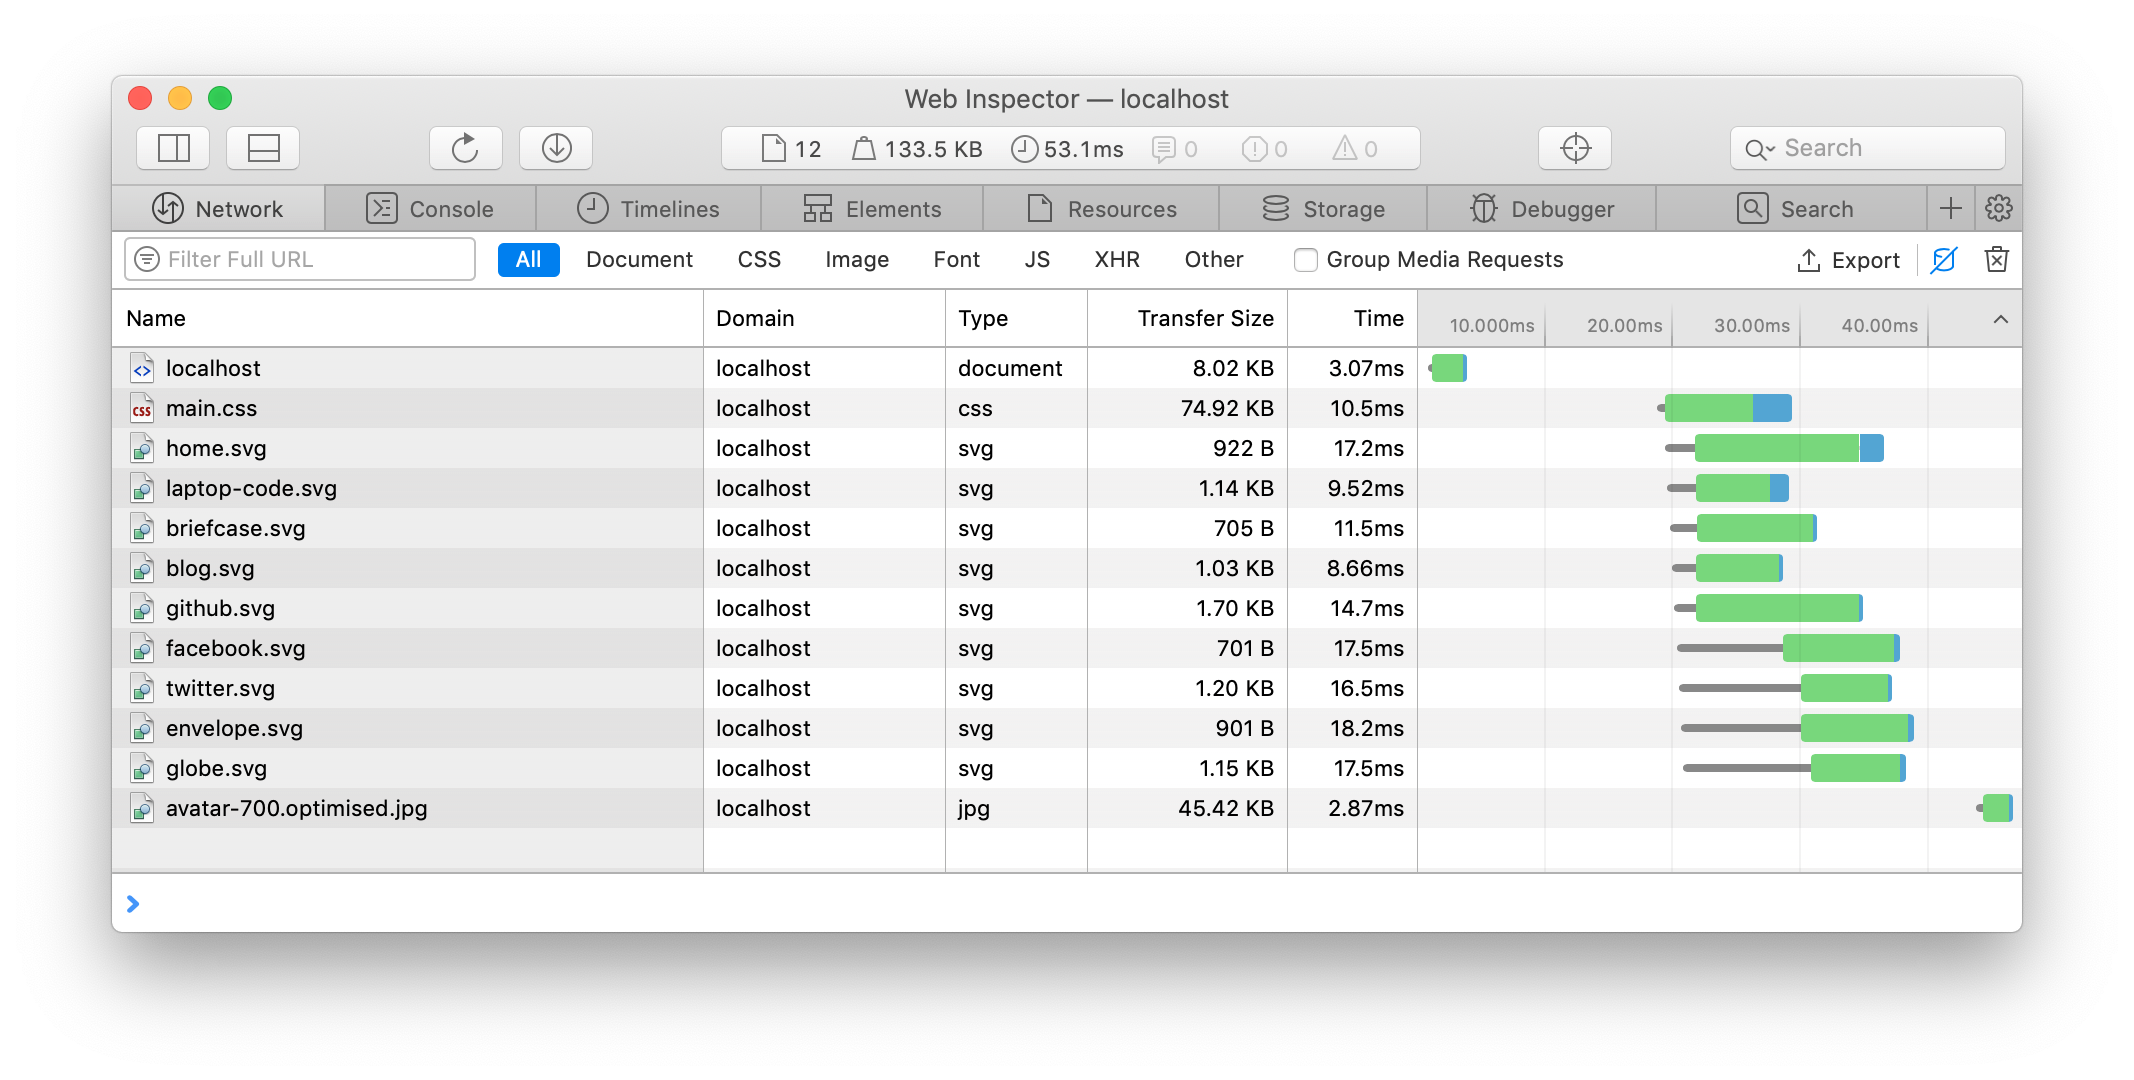 Web Inspector — localhost
12 133.5 KB 53.1ms 0 0 0 Search
Network Console Timelines Elements Resources Storage Debugger Search
Filter Full URL All Document CSS Image Font JS XHR Other Group Media Requests Export
Name Domain Type Transfer Size Time 10.000ms 20.00ms 30.00ms 40.00ms
localhost localhost document 8.02 KB 3.07ms
css main.css localhost css 74.92 KB 10.5ms
home.svg localhost svg 922 B 17.2ms
laptop-code.svg localhost svg 1.14 KB 9.52ms
briefcase.svg localhost svg 705 B 11.5ms
blog.svg localhost svg 1.03 KB 8.66ms
github.svg localhost svg 1.70 KB 14.7ms
facebook.svg localhost svg 701 B 17.5ms
twitter.svg localhost svg 1.20 KB 16.5ms
envelope.svg localhost svg 901 B 18.2ms
globe.svg localhost svg 1.15 KB 17.5ms
avatar-700.optimised.jpg localhost jpg 45.42 KB 2.87ms